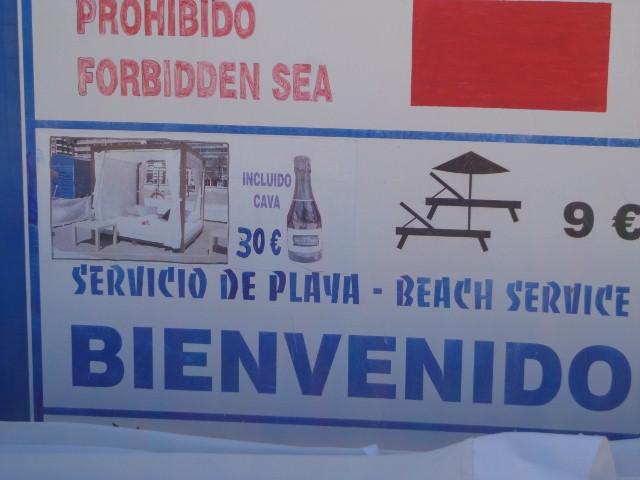 PROHIBIDO
FORBIDDEN SEA
INCLUIDO
CAVA
30 €
9 €
SERVICIO DE PLAYA - BEACH SERVICE
BIENVENIDO